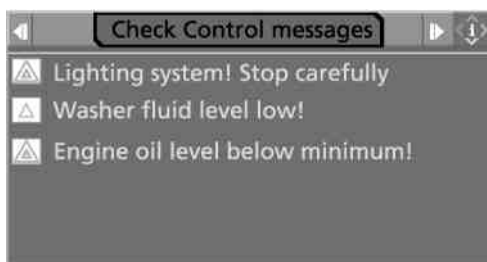 Check Control messages
Lighting system! Stop carefully
Washer fluid level low!
Engine oil level below minimum!